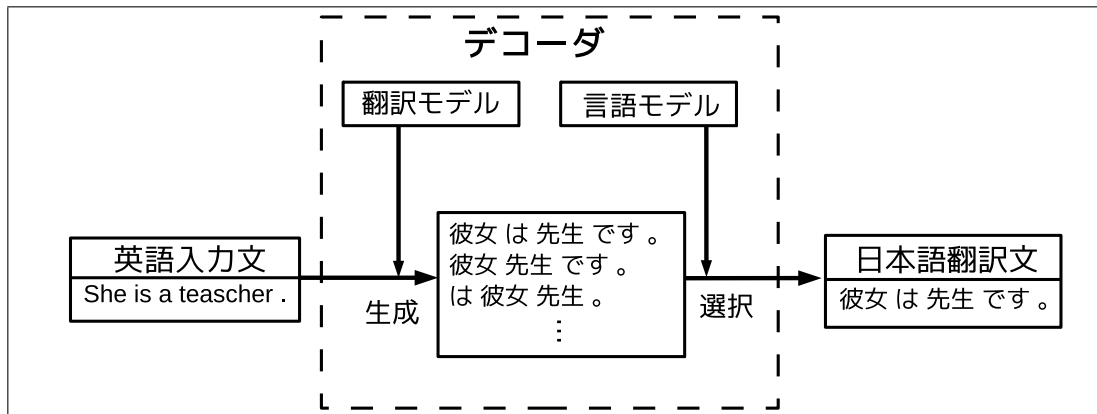 デコーダ
翻訳モデル
言語モデル
英語入力文
She is a teascher .
生成
彼女 は 先生 です 。
彼女 先生 です 。
は 彼女 先生 。
…
選択
日本語翻訳文
彼女 は 先生 です 。